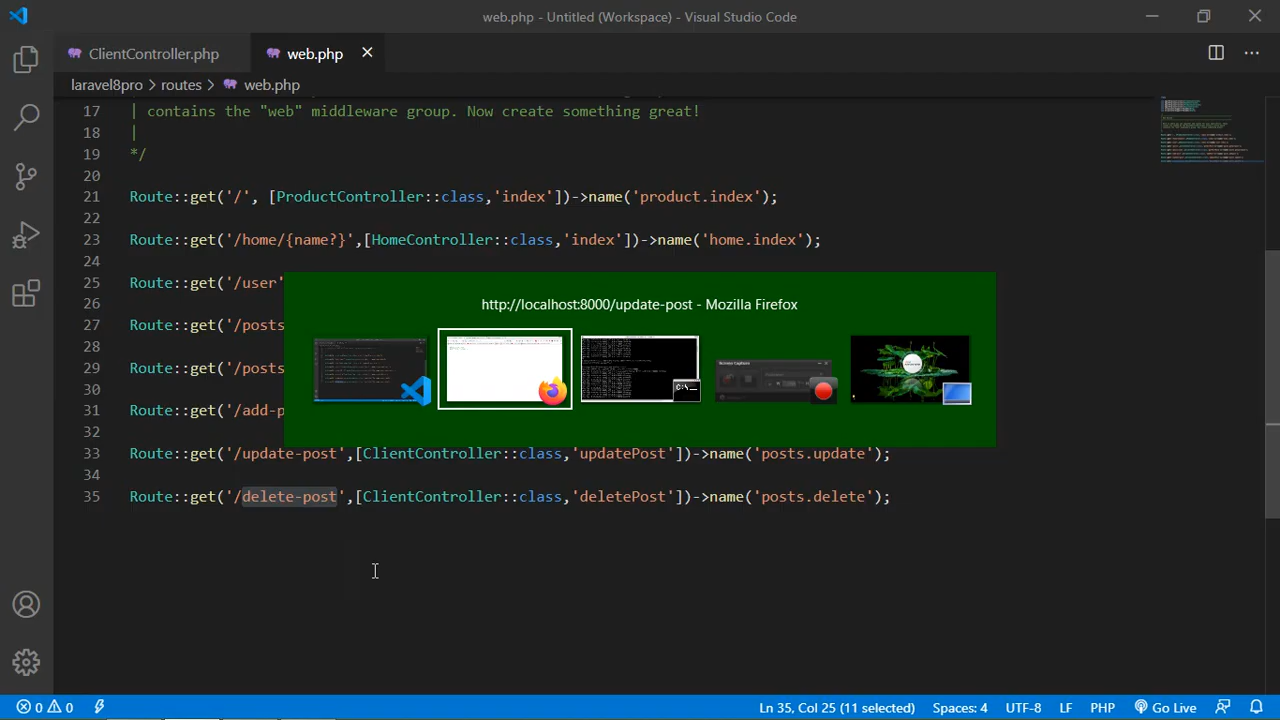 web.php - Untitled (Workspace) - Visual Studio Code
ClientController.php
web.php
laravel8pro > routes > web.php
17 | contains the "web" middleware group. Now create something great!
18 |
19 */
20
21 Route::get('/', [ProductController::class,'index'])->name('product.index');
22
23 Route::get('/home/{name?}',[HomeController::class,'index'])->name('home.index');
24
25 Route::get('/user'
26
http://localhost:8000/update-post - Mozilla Firefox
27 Route::get('/posts
28
29 Route::get('/posts
30
31 Route::get('/add-p
32
33 Route::get('/update-post',[ClientController::class,'updatePost'])->name('posts.update');
34
35 Route::get('/delete-post',[ClientController::class,'deletePost'])->name('posts.delete');
0 0 Ln 35, Col 25 (11 selected) Spaces: 4 UTF-8 LF PHP Go Live